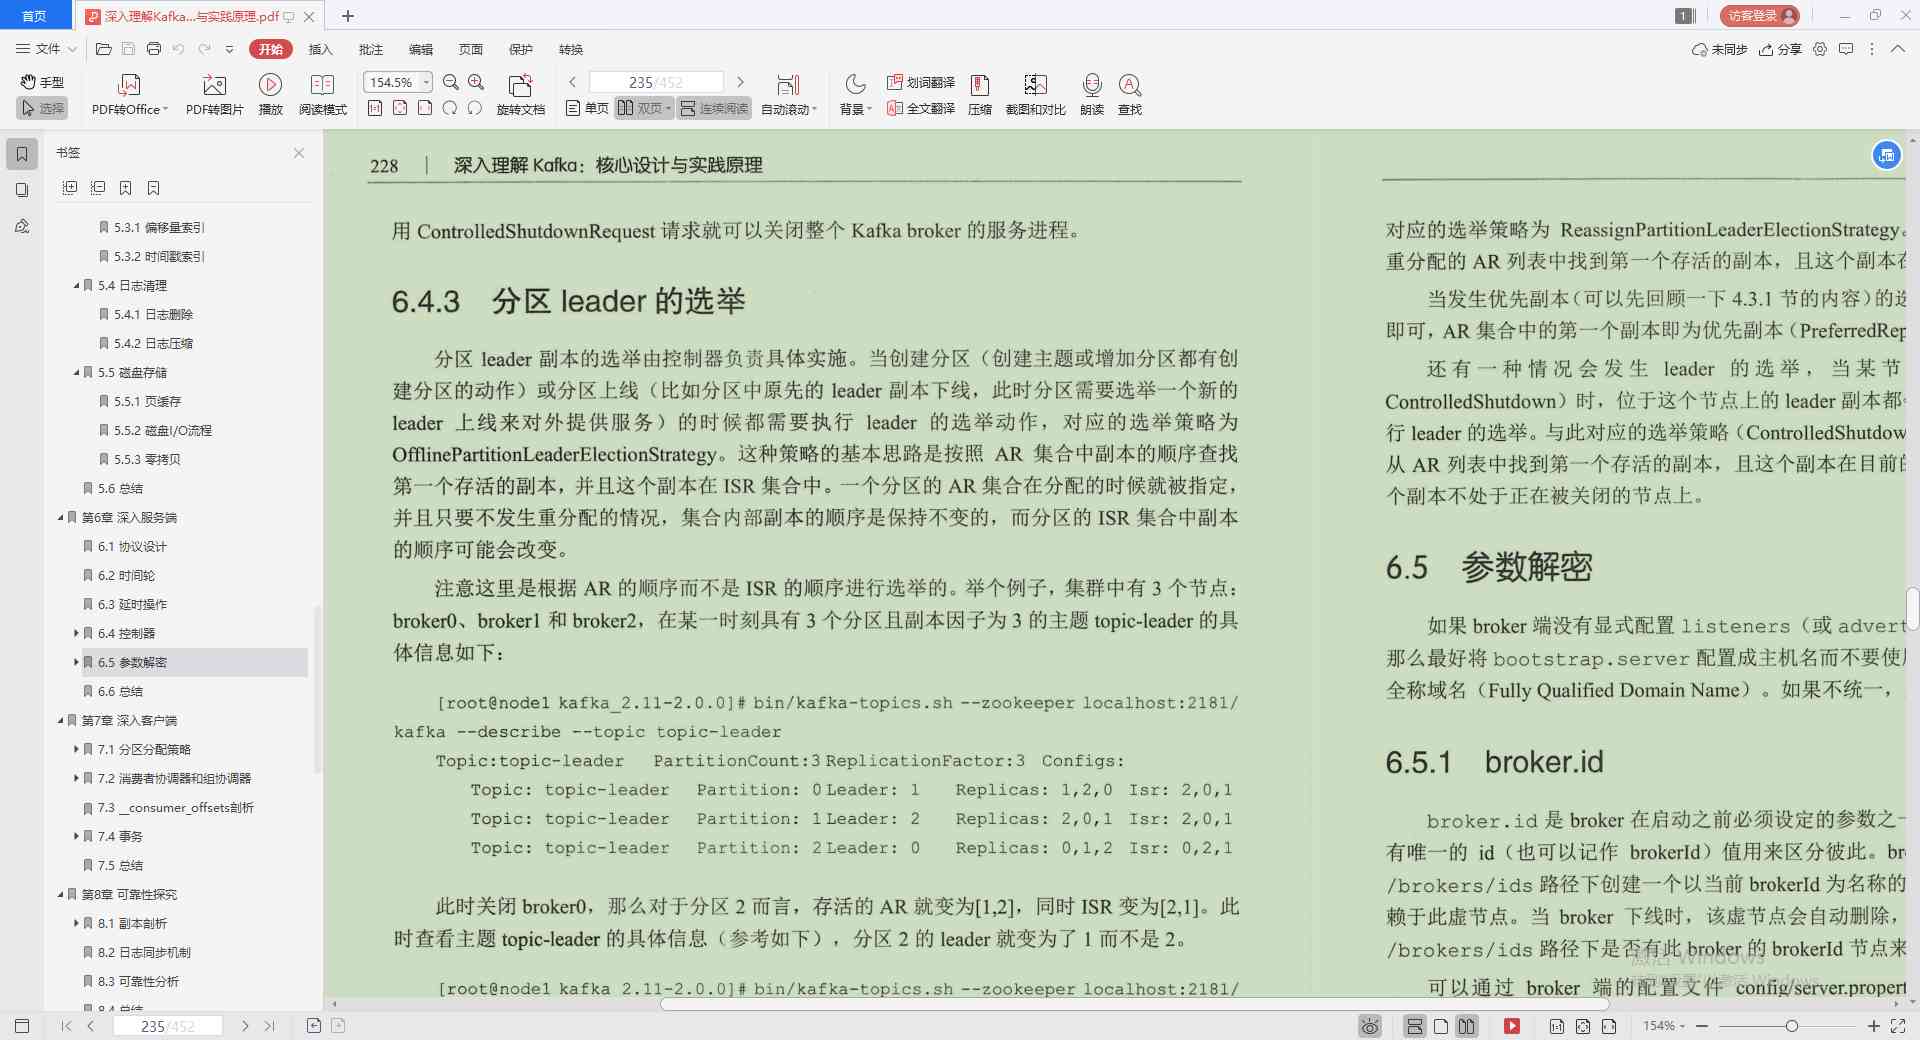 首页
深入理解Kafka...与实践原理.pdf
1
访客登录
文件
开始
插入
批注
编辑
页面
保护
转换
未同步
分享
手型
选择
PDF转Office
PDF转图片
播放
阅读模式
154.5%
旋转文档
235/452
单页
双页
连续阅读
自动滚动
背景
划词翻译
全文翻译
压缩
截图和对比
朗读
查找
书签
5.3.1 偏移量索引
5.3.2 时间戳索引
5.4 日志清理
5.4.1 日志删除
5.4.2 日志压缩
5.5 磁盘存储
5.5.1 页缓存
5.5.2 磁盘I/O流程
5.5.3 零拷贝
5.6 总结
第6章 深入服务端
6.1 协议设计
6.2 时间轮
6.3 延时操作
6.4 控制器
6.5 参数解密
6.6 总结
第7章 深入客户端
7.1 分区分配策略
7.2 消费者协调器和组协调器
7.3 __consumer_offsets剖析
7.4 事务
7.5 总结
第8章 可靠性探究
8.1 副本剖析
8.2 日志同步机制
8.3 可靠性分析
8.4 总结
228 | 深入理解 Kafka：核心设计与实践原理
用 ControlledShutdownRequest 请求就可以关闭整个 Kafka broker 的服务进程。
6.4.3 分区 leader 的选举
分区 leader 副本的选举由控制器负责具体实施。当创建分区（创建主题或增加分区都有创
建分区的动作）或分区上线（比如分区中原先的 leader 副本下线，此时分区需要选举一个新的
leader 上线来对外提供服务）的时候都需要执行 leader 的选举动作，对应的选举策略为
OfflinePartitionLeaderElectionStrategy。这种策略的基本思路是按照 AR 集合中副本的顺序查找
第一个存活的副本，并且这个副本在 ISR 集合中。一个分区的 AR 集合在分配的时候就被指定，
并且只要不发生重分配的情况，集合内部副本的顺序是保持不变的，而分区的 ISR 集合中副本
的顺序可能会改变。
注意这里是根据 AR 的顺序而不是 ISR 的顺序进行选举的。举个例子，集群中有 3 个节点：
broker0、broker1 和 broker2，在某一时刻具有 3 个分区且副本因子为 3 的主题 topic-leader 的具
体信息如下：
[root@node1 kafka_2.11-2.0.0]# bin/kafka-topics.sh --zookeeper localhost:2181/
kafka --describe --topic topic-leader
Topic:topic-leader PartitionCount:3 ReplicationFactor:3 Configs:
Topic: topic-leader Partition: 0 Leader: 1 Replicas: 1,2,0 Isr: 2,0,1
Topic: topic-leader Partition: 1 Leader: 2 Replicas: 2,0,1 Isr: 2,0,1
Topic: topic-leader Partition: 2 Leader: 0 Replicas: 0,1,2 Isr: 0,2,1
此时关闭 broker0，那么对于分区 2 而言，存活的 AR 就变为[1,2]，同时 ISR 变为[2,1]。此
时查看主题 topic-leader 的具体信息（参考如下），分区 2 的 leader 就变为了 1 而不是 2。
[root@node1 kafka_2.11-2.0.0]# bin/kafka-topics.sh --zookeeper localhost:2181/
对应的选举策略为 ReassignPartitionLeaderElectionStrategy。
重分配的 AR 列表中找到第一个存活的副本，且这个副本在
当发生优先副本（可以先回顾一下 4.3.1 节的内容）的选
即可，AR 集合中的第一个副本即为优先副本（PreferredRep
还有一种情况会发生 leader 的选举，当某节
ControlledShutdown）时，位于这个节点上的 leader 副本都
行 leader 的选举。与此对应的选举策略（ControlledShutdow
从 AR 列表中找到第一个存活的副本，且这个副本在目前的
个副本不处于正在被关闭的节点上。
6.5 参数解密
如果 broker 端没有显式配置 listeners（或 advert
那么最好将 bootstrap.server 配置成主机名而不要使用
全称域名（Fully Qualified Domain Name）。如果不统一，
6.5.1 broker.id
broker.id 是 broker 在启动之前必须设定的参数之一
有唯一的 id（也可以记作 brokerId）值用来区分彼此。br
/brokers/ids 路径下创建一个以当前 brokerId 为名称的
赖于此虚节点。当 broker 下线时，该虚节点会自动删除，
/brokers/ids 路径下是否有此 broker 的 brokerId 节点来
可以通过 broker 端的配置文件 config/server.propert
激活 Windows
235/452
154%